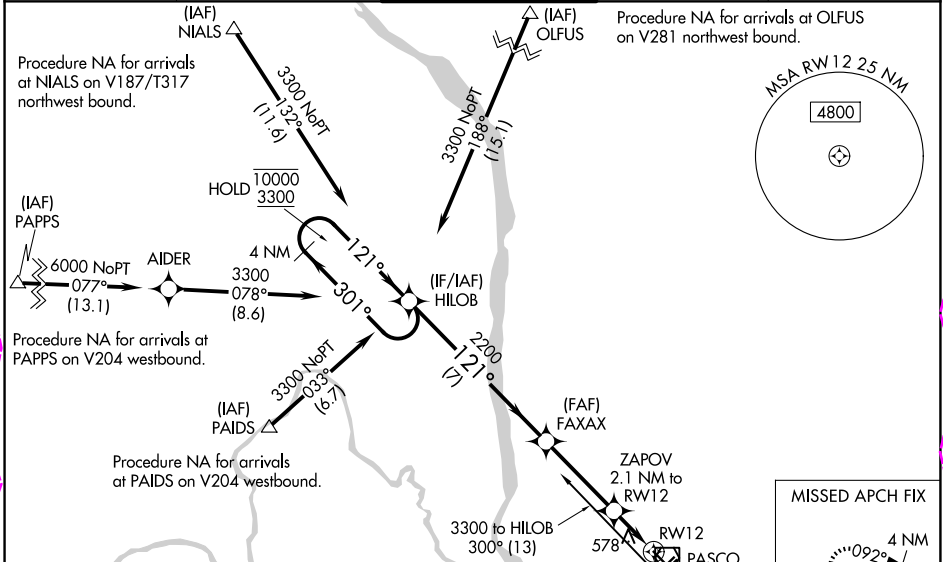 (IAF)
NIALS
(IAF)
OLFUS
Procedure NA for arrivals at OLFUS
on V281 northwest bound.
Procedure NA for arrivals
at NIALS on V187/T317
northwest bound.
3300 NoPT
132°
(11.6)
3300 NoPT
188°
(15.1)
MSA RW12 25 NM
4800
HOLD
10000
3300
(IAF)
PAPPS
6000 NoPT
077°
(13.1)
AIDER
3300
078°
(8.6)
4 NM
121°
301°
(IF/IAF)
HILOB
Procedure NA for arrivals at
PAPPS on V204 westbound.
3300 NoPT
033°
(6.7)
(IAF)
PAIDS
2200
121°
(7)
(FAF)
FAXAX
Procedure NA for arrivals
at PAIDS on V204 westbound.
ZAPOV
2.1 NM to
RW12
3300 to HILOB
300° (13)
578
RW12
PASCO
MISSED APCH FIX
4 NM
092°